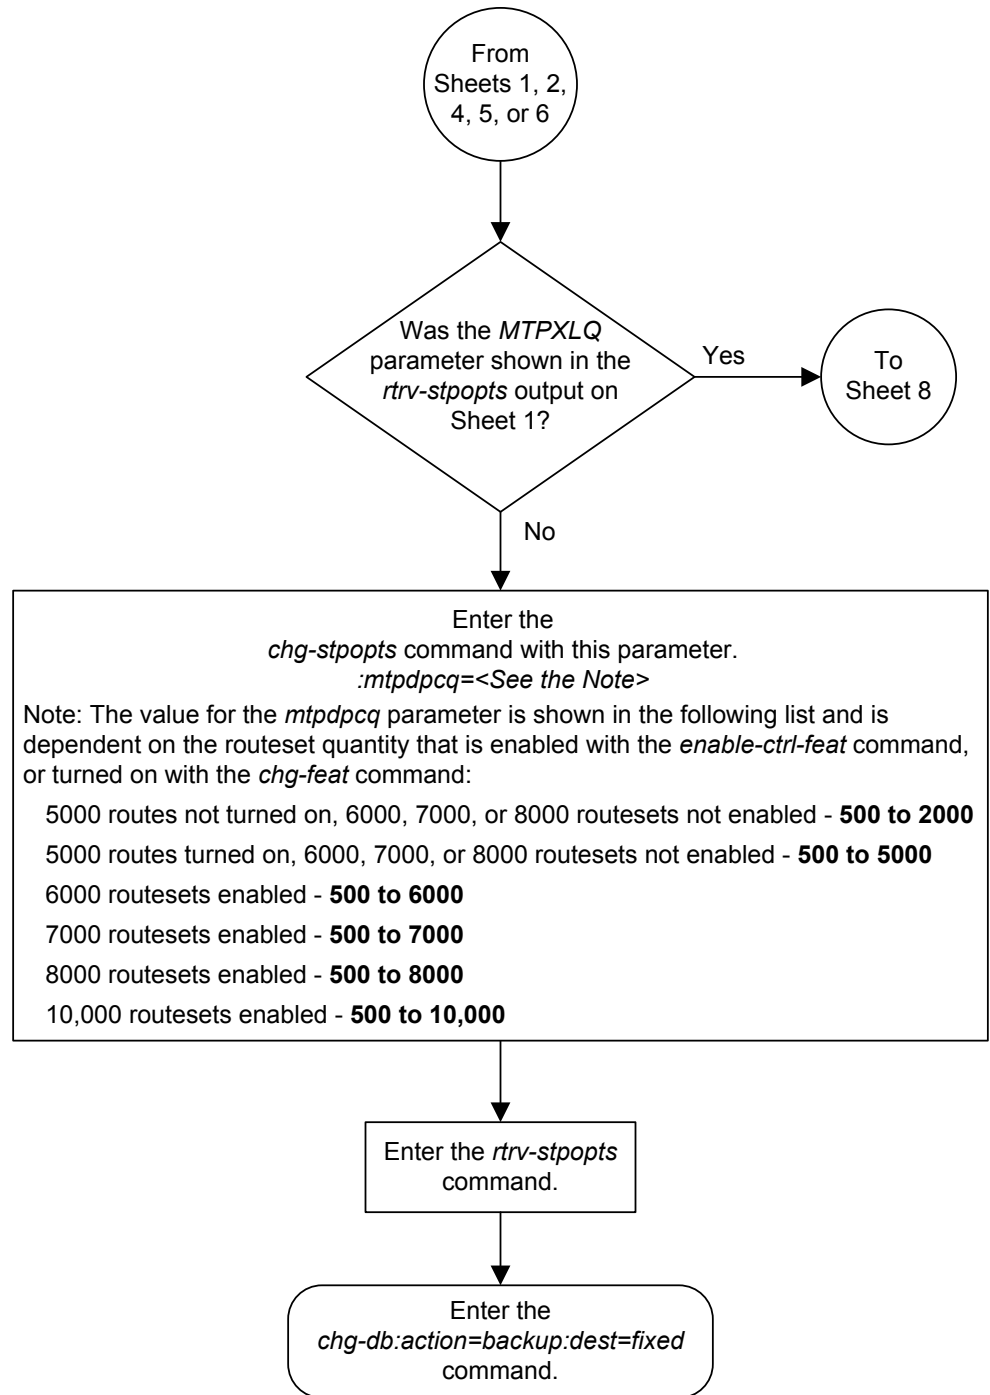 From
Sheets 1, 2,
4, 5, or 6
Was the MTPXLQ
parameter shown in the
rtrv-stpopts output on
Sheet 1?
Yes
To
Sheet 8
No
Enter the
chg-stpopts command with this parameter.
:mtpdpcq=<See the Note>
Note: The value for the mtpdpcq parameter is shown in the following list and is
dependent on the routeset quantity that is enabled with the enable-ctrl-feat command,
or turned on with the chg-feat command:
5000 routes not turned on, 6000, 7000, or 8000 routesets not enabled - 500 to 2000
5000 routes turned on, 6000, 7000, or 8000 routesets not enabled - 500 to 5000
6000 routesets enabled - 500 to 6000
7000 routesets enabled - 500 to 7000
8000 routesets enabled - 500 to 8000
10,000 routesets enabled - 500 to 10,000
Enter the rtrv-stpopts
command.
Enter the
chg-db:action=backup:dest=fixed
command.